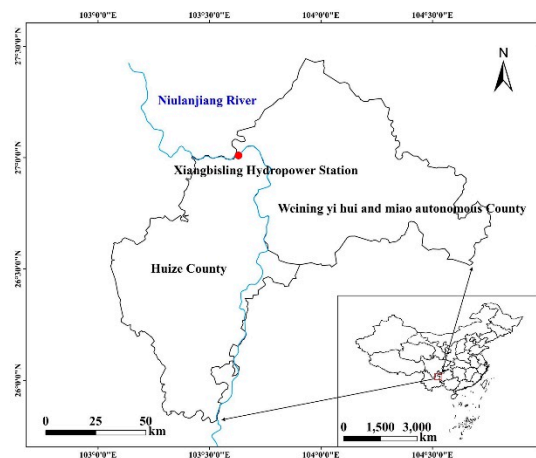 103°0'0"E 103°30'0"E 104°0'0"E 104°30'0"E
27°30'0"N
27°0'0"N
26°30'0"N
26°0'0"N
N
Niulanjiang River
Xiangbisling Hydropower Station
Weining yi hui and miao autonomous County
Huize County
0 25 50
km
0 1,500 3,000
km
103°0'0"E 103°30'0"E 104°0'0"E 104°30'0"E